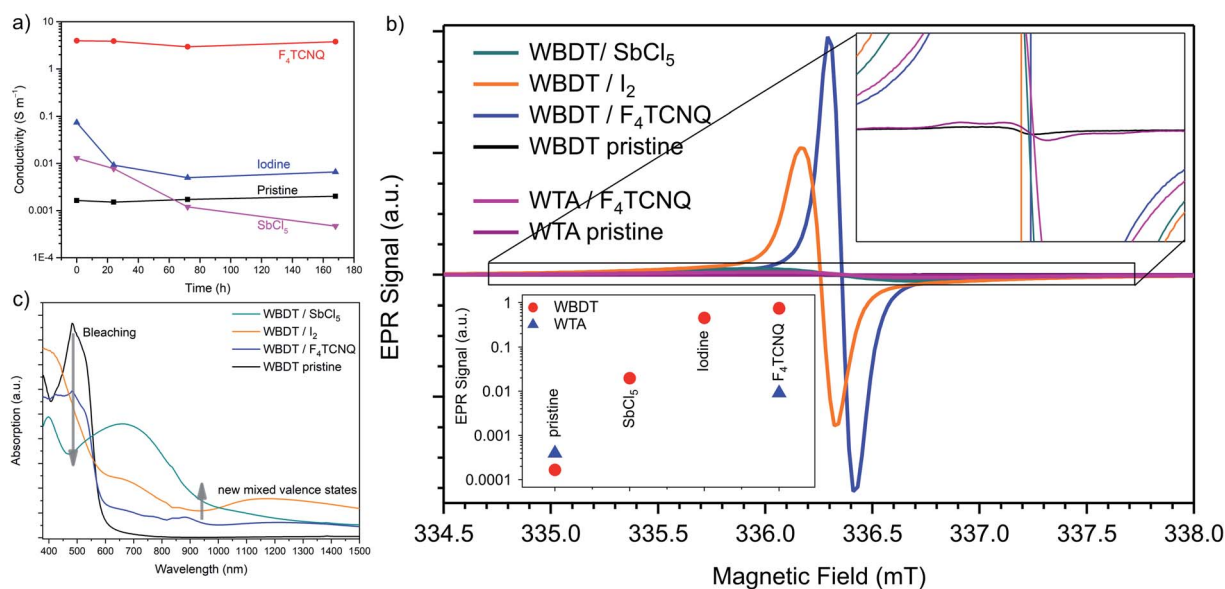 a)
Conductivity (S m⁻¹)
1
0.1
0.01
0.001
1E-4
F₄TCNQ
Iodine
Pristine
SbCl₅
0 20 40 60 80 100 120 140 160 180
Time (h)
b)
EPR Signal (a.u.)
WBDT/ SbCl₅
WBDT / I₂
WBDT / F₄TCNQ
WBDT pristine
WTA / F₄TCNQ
WTA pristine
EPR Signal (a.u.)
1
0.1
0.01
0.001
0.0001
WBDT
WTA
pristine
SbCl₅
Iodine
F₄TCNQ
334.5 335.0 335.5 336.0 336.5 337.0 337.5 338.0
Magnetic Field (mT)
c)
Absorption (a.u.)
Bleaching
WBDT / SbCl₅
WBDT / I₂
WBDT / F₄TCNQ
WBDT pristine
new mixed valence states
400 500 600 700 800 900 1000 1100 1200 1300 1400 1500
Wavelength (nm)